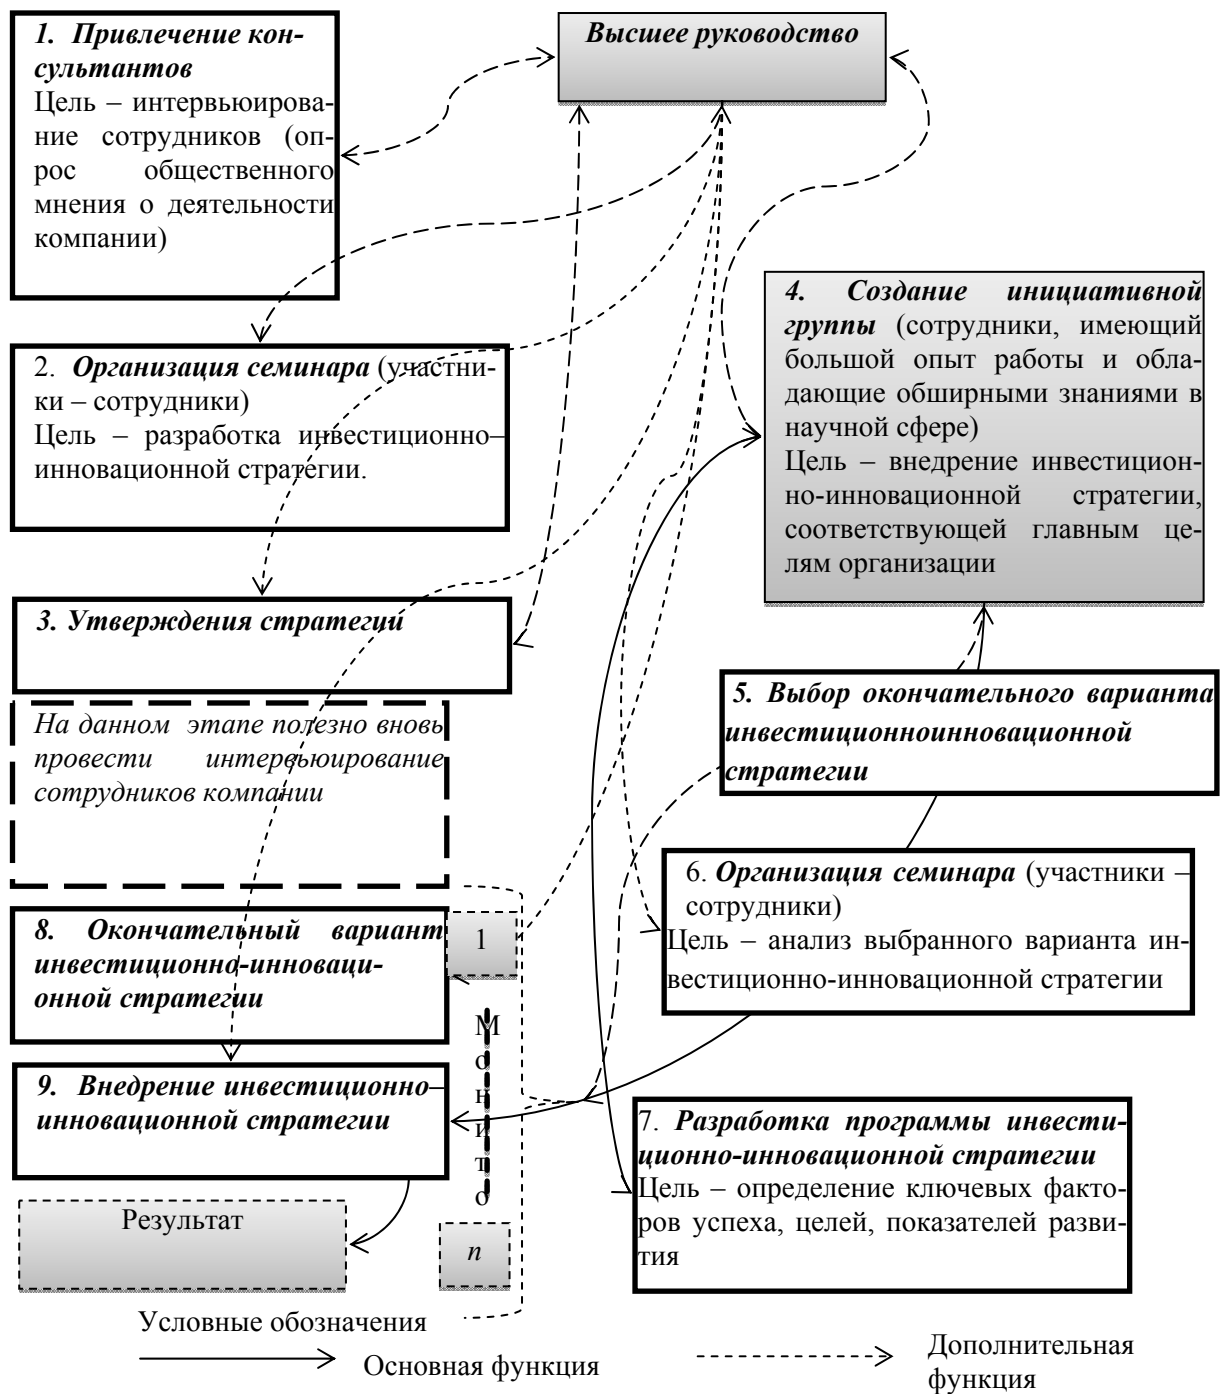 1. Привлечение кон-
сультантов
Цель – интервьюирова-
ние сотрудников (оп-
рос общественного
мнения о деятельности
компании)
Высшее руководство
2. Организация семинара (участни-
ки – сотрудники)
Цель – разработка инвестиционно–
инновационной стратегии.
3. Утверждения стратегий
На данном этапе полезно вновь
провести интервьюирование
сотрудников компании
4. Создание инициативной
группы (сотрудники, имеющий
большой опыт работы и обла-
дающие обширными знаниями в
научной сфере)
Цель – внедрение инвестицион-
но-инновационной стратегии,
соответствующей главным це-
лям организации
5. Выбор окончательного варианта
инвестиционноинновационной
стратегии
6. Организация семинара (участники –
сотрудники)
Цель – анализ выбранного варианта ин-
вестиционно-инновационной стратегии
7. Разработка программы инвести-
ционно-инновационной стратегии
Цель – определение ключевых факто-
ров успеха, целей, показателей разви-
тия
8. Окончательный вариант
инвестиционно-инноваци-
онной стратегии
9. Внедрение инвестиционно–
инновационной стратегии
1
М
о
н
и
т
о
n
Результат
Условные обозначения
Основная функция
Дополнительная
функция